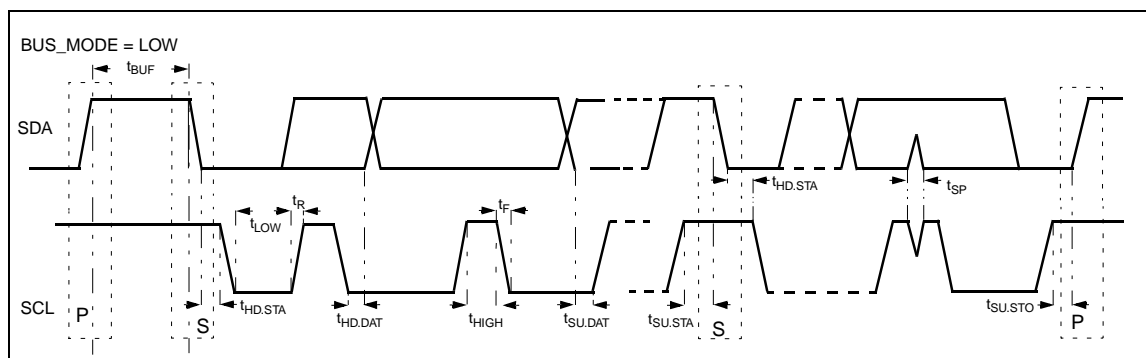 BUS_MODE = LOW
tBUF
SDA
tHD.STA
tSP
tR
tF
tLOW
SCL
P
S
tHD.STA
tHD.DAT
tHIGH
tSU.DAT
tSU.STA
S
tSU.STO
P